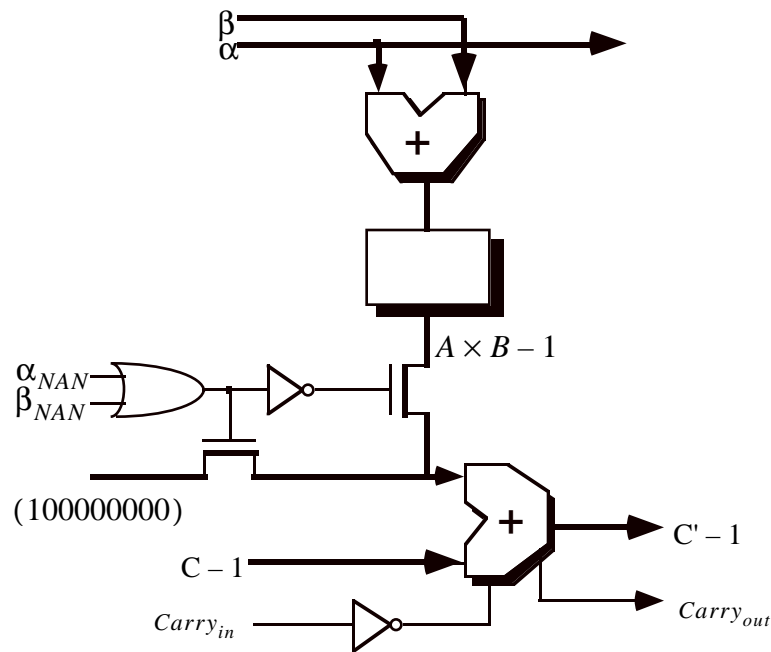 β
α
+
A × B – 1
α_NAN
β_NAN
(100000000)
+
C' – 1
C – 1
Carry_out
Carry_in